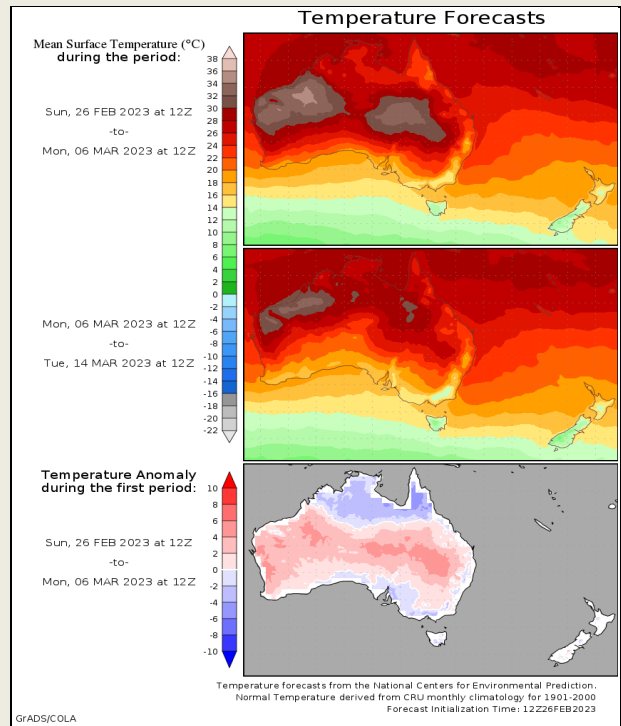 Temperature Forecasts
Mean Surface Temperature (°C)
during the period:
Sun, 26 FEB 2023 at 12Z
-to-
Mon, 06 MAR 2023 at 12Z
38
36
34
32
30
28
26
24
22
20
18
16
14
12
10
8
6
4
2
0
-2
-4
-6
-8
-10
-12
-14
-16
-18
-20
-22
Mon, 06 MAR 2023 at 12Z
-to-
Tue, 14 MAR 2023 at 12Z
Temperature Anomaly
during the first period:
Sun, 26 FEB 2023 at 12Z
-to-
Mon, 06 MAR 2023 at 12Z
10
8
6
4
2
0
-2
-4
-6
-8
-10
Temperature forecasts from the National Centers for Environmental Prediction.
Normal Temperature derived from CRU monthly climatology for 1901-2000
Forecast Initialization Time: 12Z26FEB2023
GrADS/COLA